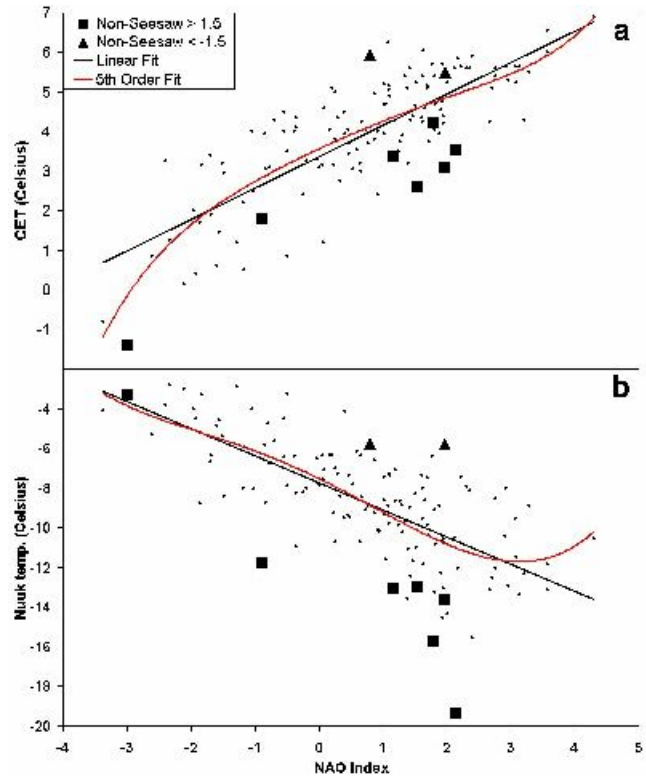 7
6
5
4
3
2
1
0
-1
CET (Celsius)
Non-Seesaw > 1.5
Non-Seesaw < -1.5
Linear Fit
5th Order Fit
a
b
-4
-6
-8
-10
-12
-14
-16
-18
-20
Nuuk temp. (Celsius)
-4 -3 -2 -1 0 1 2 3 4 5
NAO Index